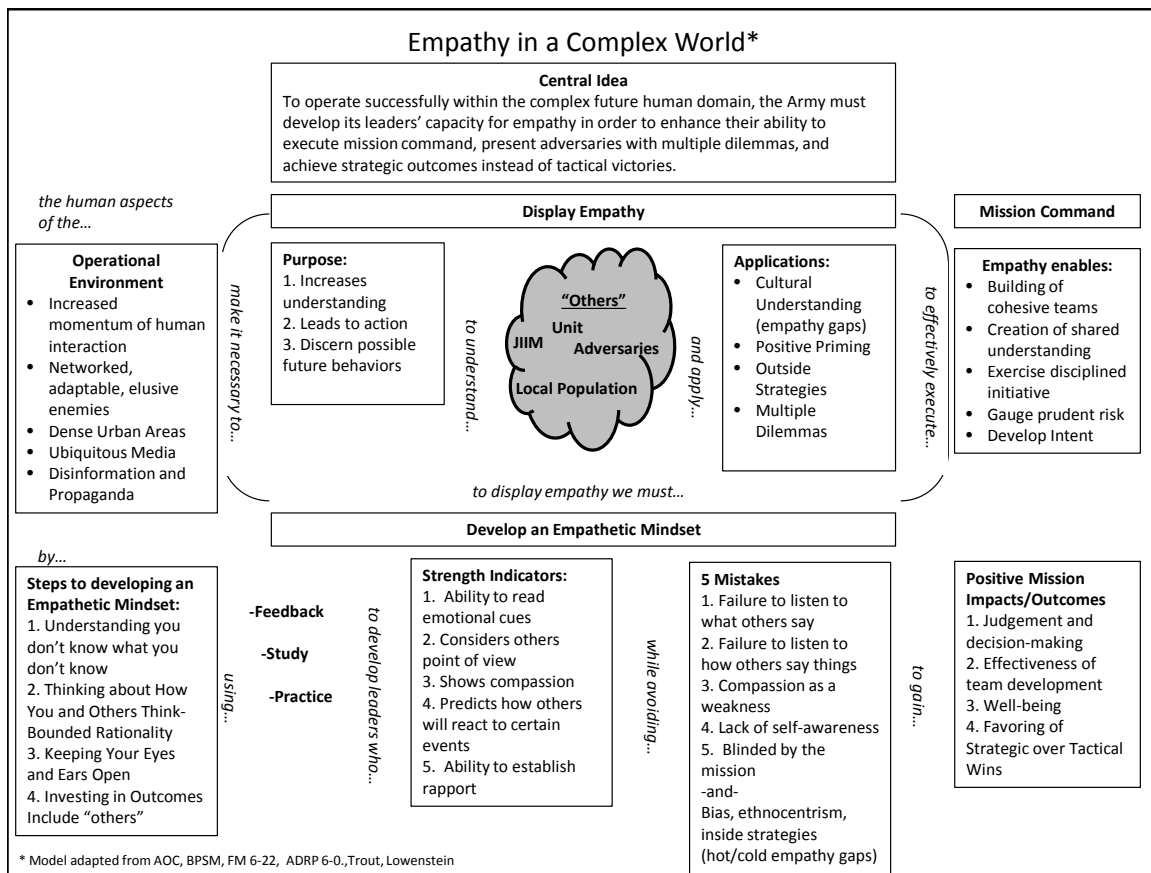 Empathy in a Complex World*
Central Idea
To operate successfully within the complex future human domain, the Army must
develop its leaders’ capacity for empathy in order to enhance their ability to
execute mission command, present adversaries with multiple dilemmas, and
achieve strategic outcomes instead of tactical victories.
the human aspects
of the…
Display Empathy
Mission Command
Operational
Environment
• Increased
momentum of human
interaction
• Networked,
adaptable, elusive
enemies
• Dense Urban Areas
• Ubiquitous Media
• Disinformation and
Propaganda
make it necessary to…
Purpose:
1. Increases
understanding
2. Leads to action
3. Discern possible
future behaviors
to understand…
“Others”
Unit
JIIM
Adversaries
Local Population
and apply…
Applications:
• Cultural
Understanding
(empathy gaps)
• Positive Priming
• Outside
Strategies
• Multiple
Dilemmas
to effectively execute…
Empathy enables:
• Building of
cohesive teams
• Creation of shared
understanding
• Exercise disciplined
initiative
• Gauge prudent risk
• Develop Intent
to display empathy we must…
Develop an Empathetic Mindset
by…
Steps to developing an
Empathetic Mindset:
1. Understanding you
don’t know what you
don’t know
2. Thinking about How
You and Others Think-
Bounded Rationality
3. Keeping Your Eyes
and Ears Open
4. Investing in Outcomes
Include “others”
using…
-Feedback
-Study
-Practice
to develop leaders who…
Strength Indicators:
1. Ability to read
emotional cues
2. Considers others
point of view
3. Shows compassion
4. Predicts how others
will react to certain
events
5. Ability to establish
rapport
while avoiding…
5 Mistakes
1. Failure to listen to
what others say
2. Failure to listen to
how others say things
3. Compassion as a
weakness
4. Lack of self-awareness
5. Blinded by the
mission
-and-
Bias, ethnocentrism,
inside strategies
(hot/cold empathy gaps)
to gain…
Positive Mission
Impacts/Outcomes
1. Judgement and
decision-making
2. Effectiveness of
team development
3. Well-being
4. Favoring of
Strategic over Tactical
Wins
* Model adapted from AOC, BPSM, FM 6-22, ADRP 6-0.,Trout, Lowenstein